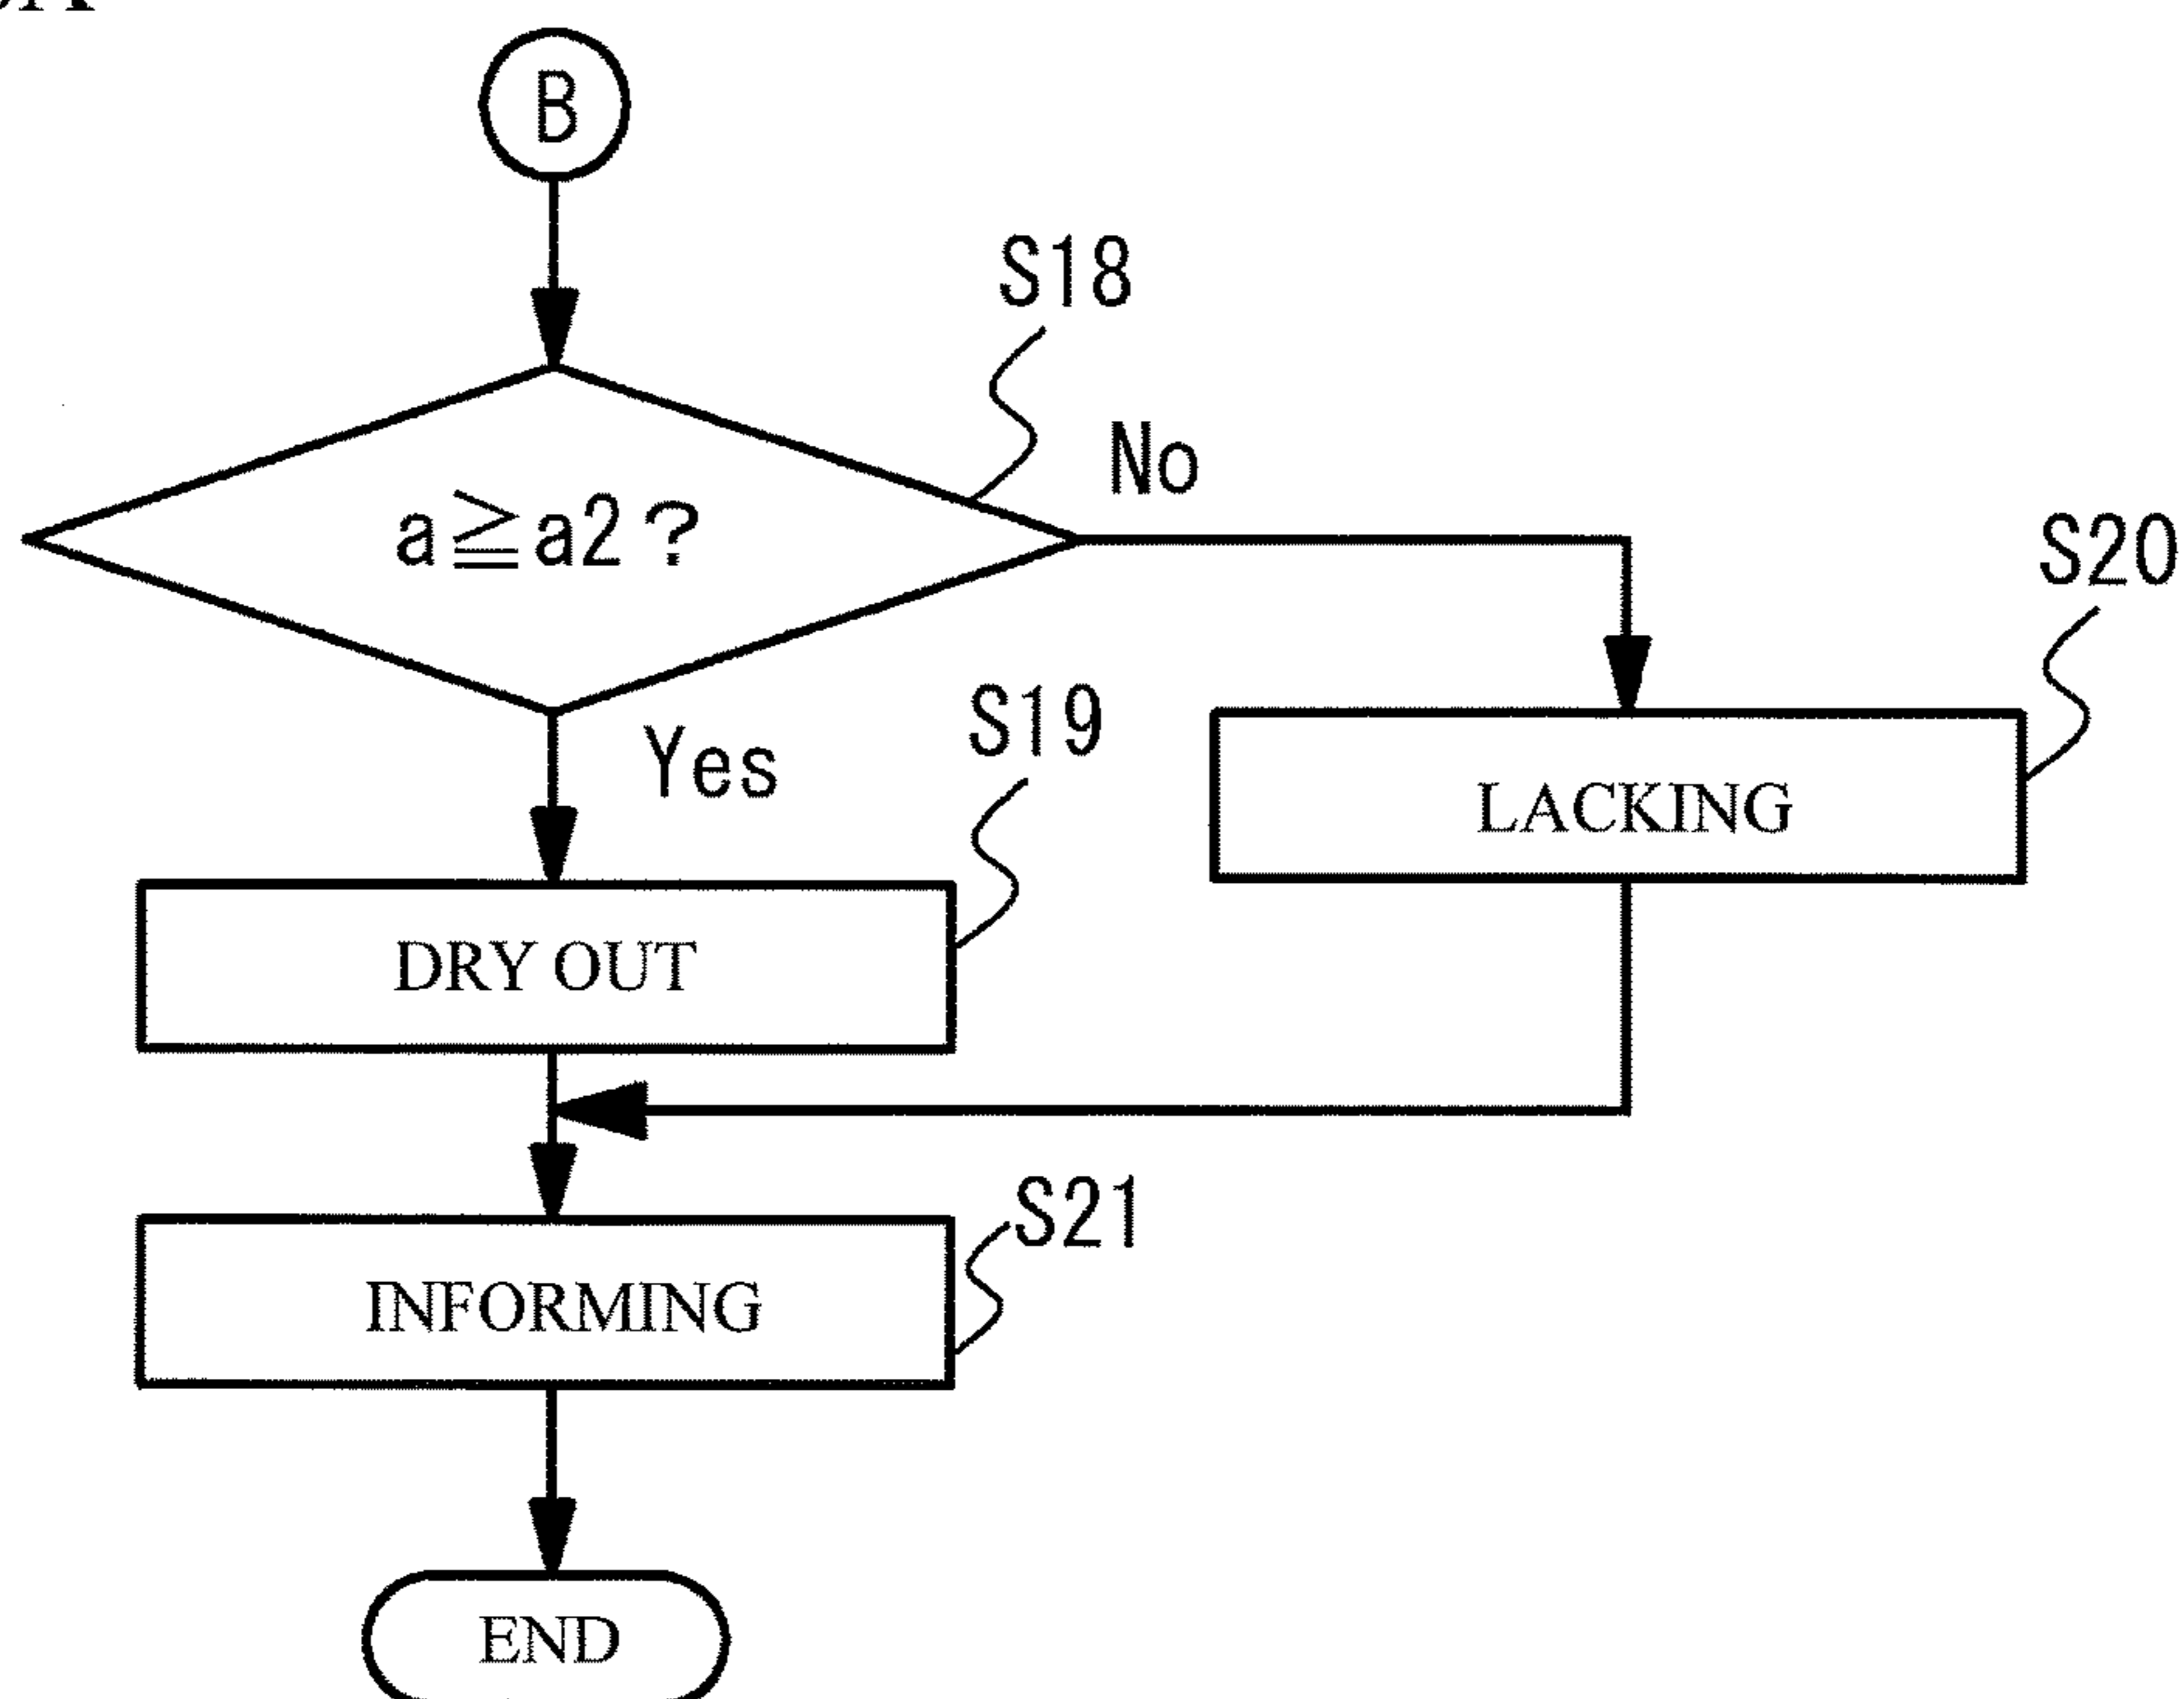 B
S18
No
a≧a2?
S20
S19
Yes
LACKING
DRY OUT
S21
INFORMING
END